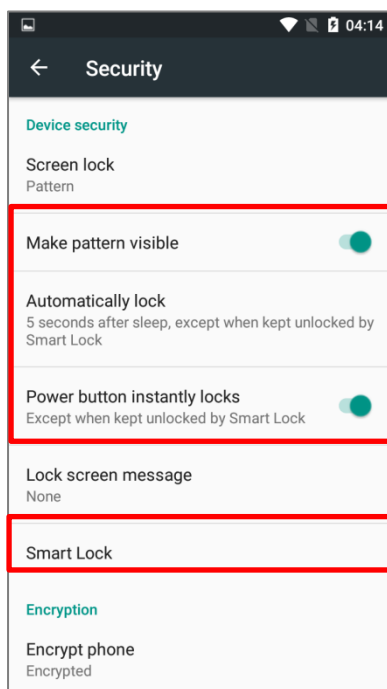 04:14
Security
Device security
Screen lock
Pattern
Make pattern visible
Automatically lock
5 seconds after sleep, except when kept unlocked by
Smart Lock
Power button instantly locks
Except when kept unlocked by Smart Lock
Lock screen message
None
Smart Lock
Encryption
Encrypt phone
Encrypted